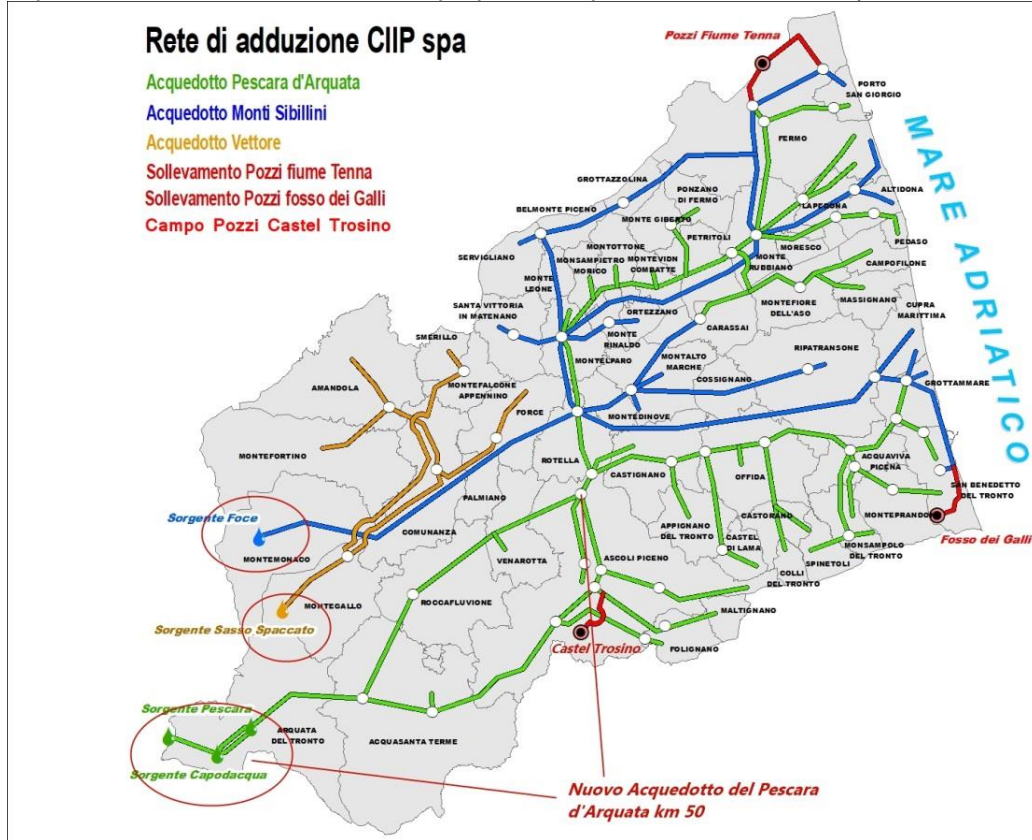 Rete di adduzione CIIP spa
Acquedotto Pescara d'Arquata
Acquedotto Monti Sibillini
Acquedotto Vettore
Sollevamento Pozzi fiume Tenna
Sollevamento Pozzi fosso dei Galli
Campo Pozzi Castel Trosino
Pozzi Fiume Tenna
PORTO
SAN GIORGIO
FERMO
MARE ADRIATICO
GROTTAZZOLINA
PONZANO
DI FERMO
ALTIDONA
LAPEDONA
BELMONTE PICENO
MONTE GIBERTO
PETRITOLI
MORESCO
PEDASO
SERVIGLIANO
MONTOTTONE
MONSAMPIETRO
MORICO
MONTEVIDN
COMBATTE
MONTE
RUBBIANO
CAMPOFILONE
MONTE
LEONE
MASSIGNANO
SANTA VITTORIA
IN MATENANO
ORTEZZANO
MONTEFIORE
DELL'ASO
CUPRA
MARITTIMA
MONTE
RINALDO
CARASSAI
SMERILLO
MONTELPARO
MONTALTO
MARCHE
RIPATRANSONE
AMANDOLA
MONTEFALCONE
APPENNINO
COSSIGNANO
GROTTAMMARE
FORCE
MONTEDINOVE
MONTEFORTINO
ROTELLA
CASTIGNANO
OFFIDA
ACQUAVIVA
PICENA
SAN BENEDETTO
DEL TRONTO
PALMIANO
Sorgente Foce
COMUNANZA
APPIGNANO
DEL TRONTO
CASTORANO
MONTEPRANDONE
MONTEMONACO
VENAROTTA
ASCOLI PICENO
CASTEL
DI LAMA
COLLI
DEL TRONTO
SPINETOLI
MONSAMPOLO
DEL TRONTO
Fosso dei Galli
MONTEGALLO
ROCCAFLUVIONE
MALTIGNANO
Sorgente Sasso Spaccato
Castel Trosino
FOLIGNANO
Sorgente Pescara
ARQUATA
DEL TRONTO
ACQUASANTA TERME
Sorgente Capodacqua
Nuovo Acquedotto del Pescara
d'Arquata km 50